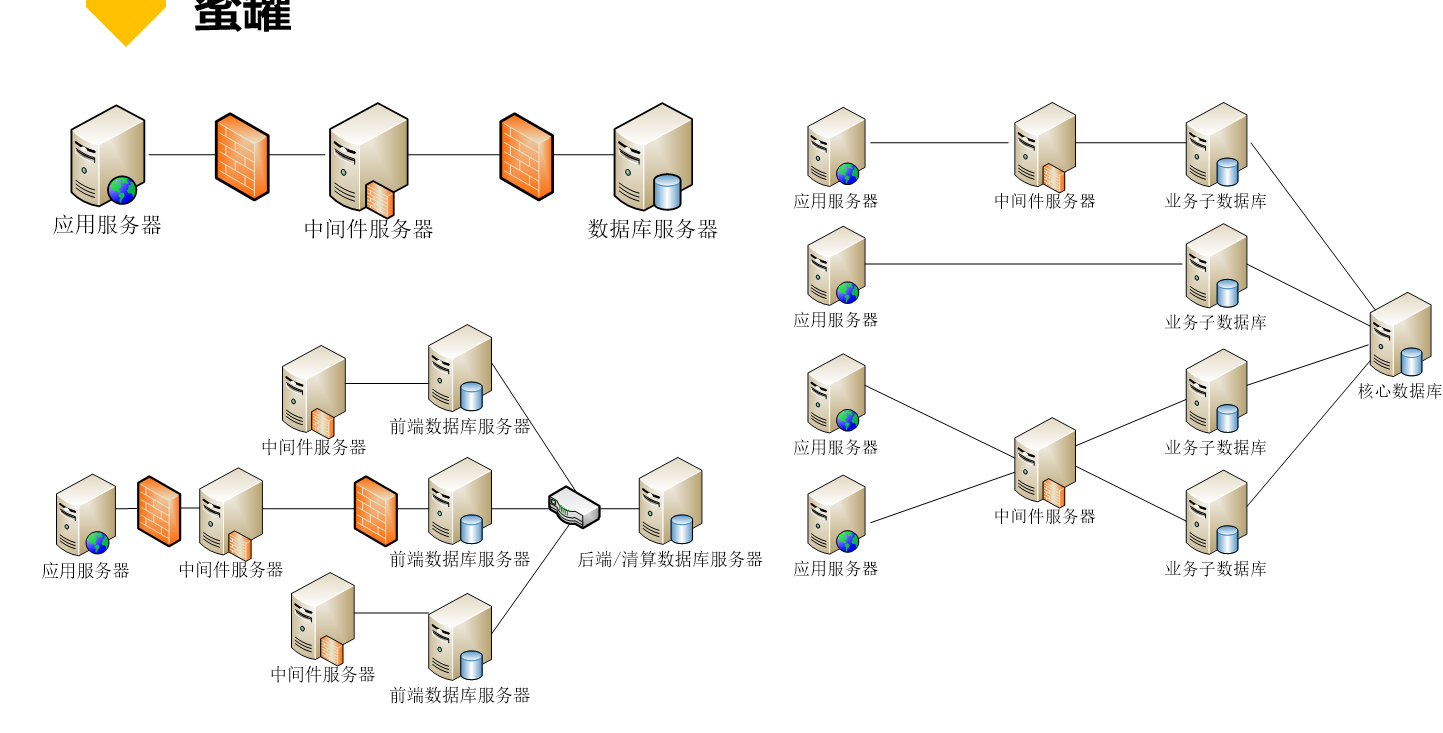 蜜罐
应用服务器
中间件服务器
数据库服务器
中间件服务器
前端数据库服务器
应用服务器
中间件服务器
前端数据库服务器
后端/清算数据库服务器
中间件服务器
前端数据库服务器
应用服务器
中间件服务器
业务子数据库
应用服务器
业务子数据库
核心数据库
应用服务器
业务子数据库
中间件服务器
应用服务器
业务子数据库